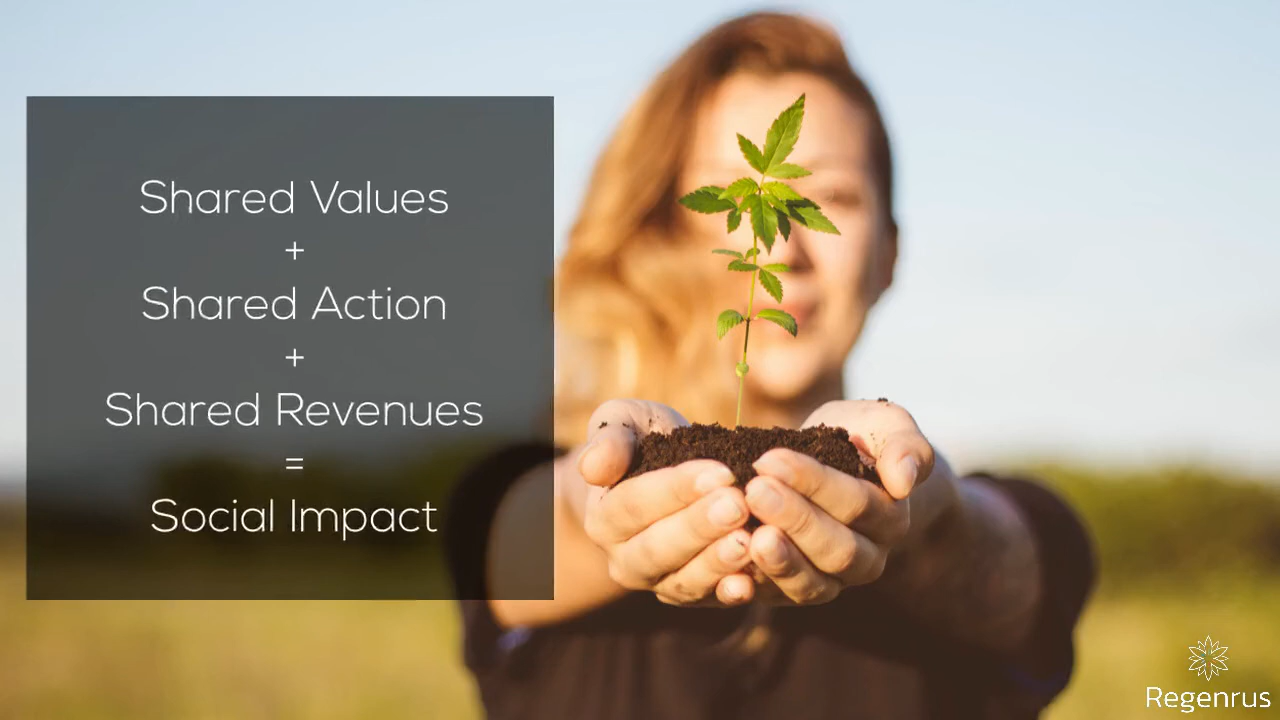 Shared Values
+
Shared Action
+
Shared Revenues
=
Social Impact
Regenrus